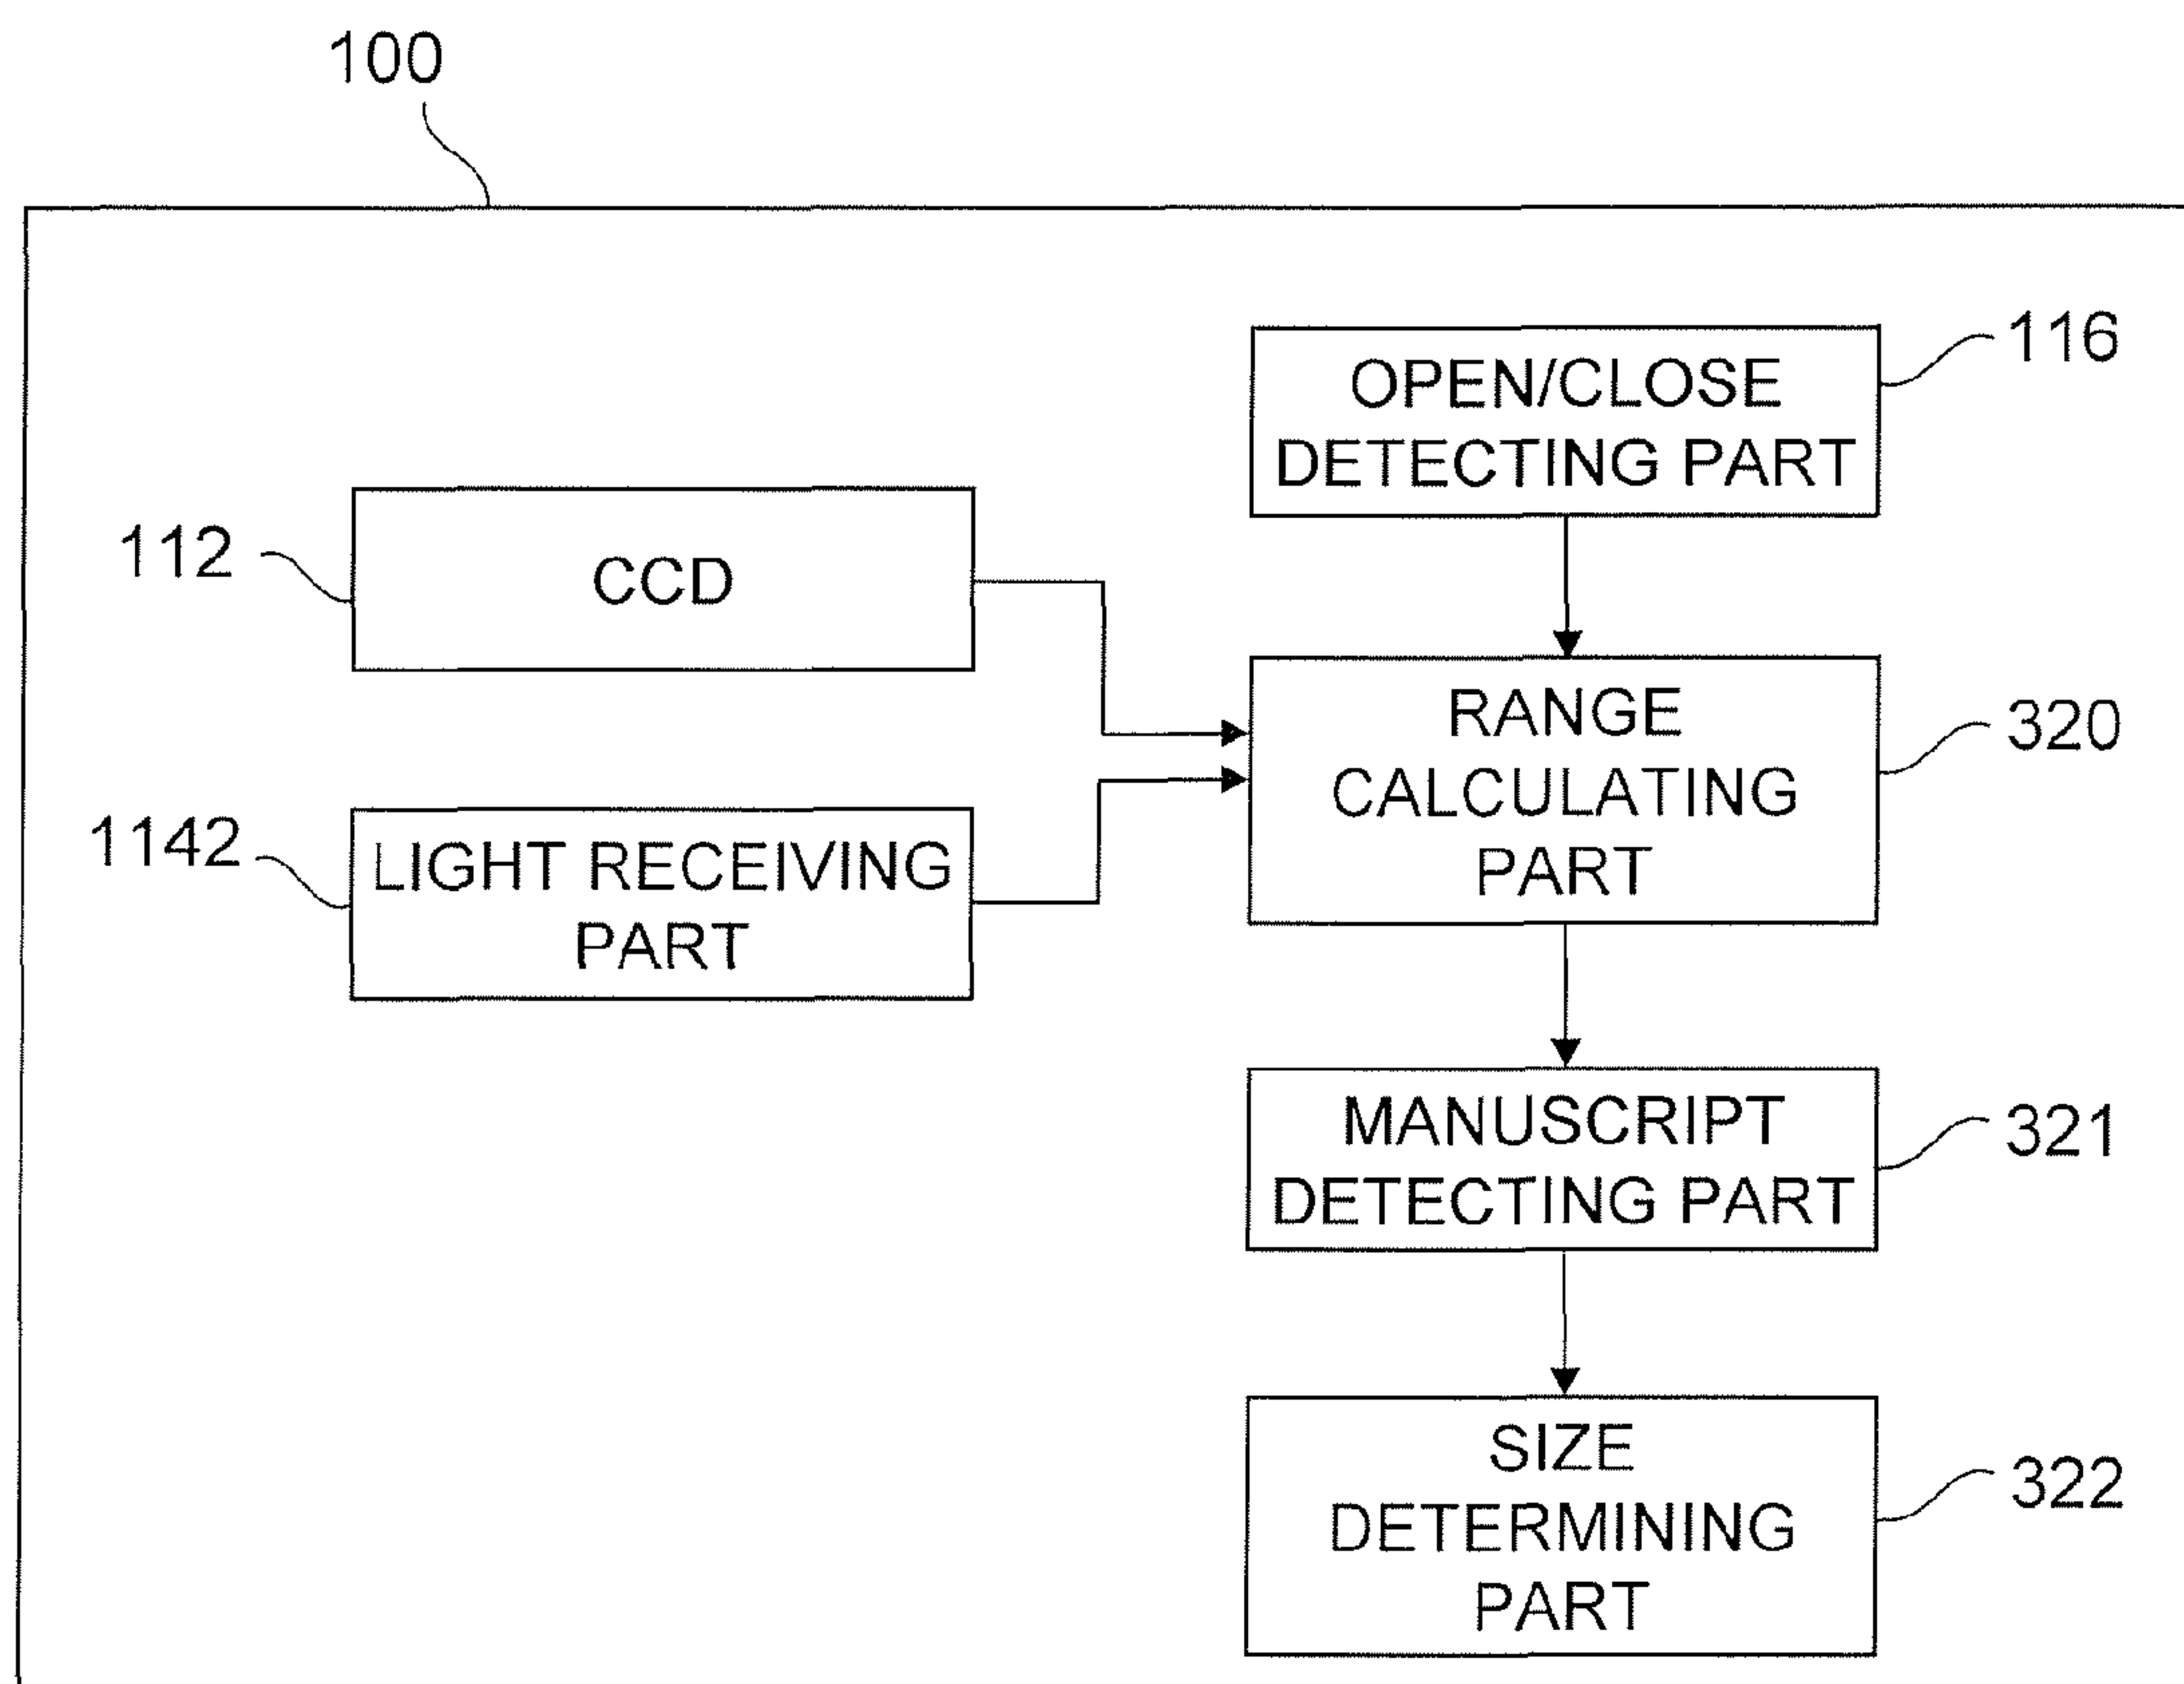 100
OPEN/CLOSE
DETECTING PART
116
112
CCD
RANGE
CALCULATING
PART
320
1142
LIGHT RECEIVING
PART
MANUSCRIPT
DETECTING PART
321
SIZE
DETERMINING
PART
322